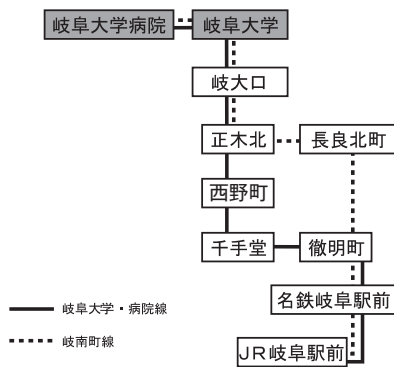 岐阜大学病院
岐阜大学
岐大口
正木北
長良北町
西野町
千手堂
徹明町
名鉄岐阜駅前
JR岐阜駅前
岐阜大学・病院線
岐南町線